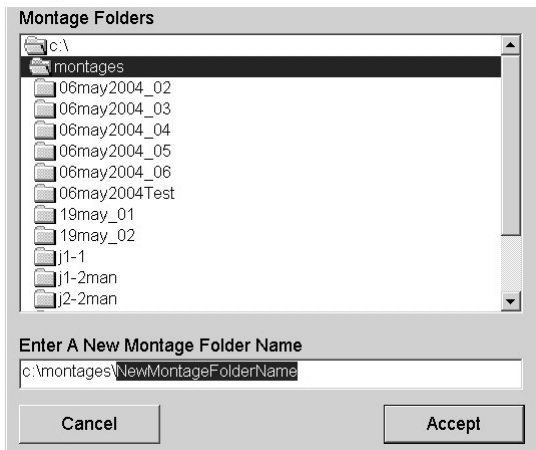 Montage Folders
c:\
montages
06may2004_02
06may2004_03
06may2004_04
06may2004_05
06may2004_06
06may2004Test
19may_01
19may_02
j1-1
j1-2man
j2-2man
Enter A New Montage Folder Name
c:\montages\NewMontageFolderName
Cancel Accept